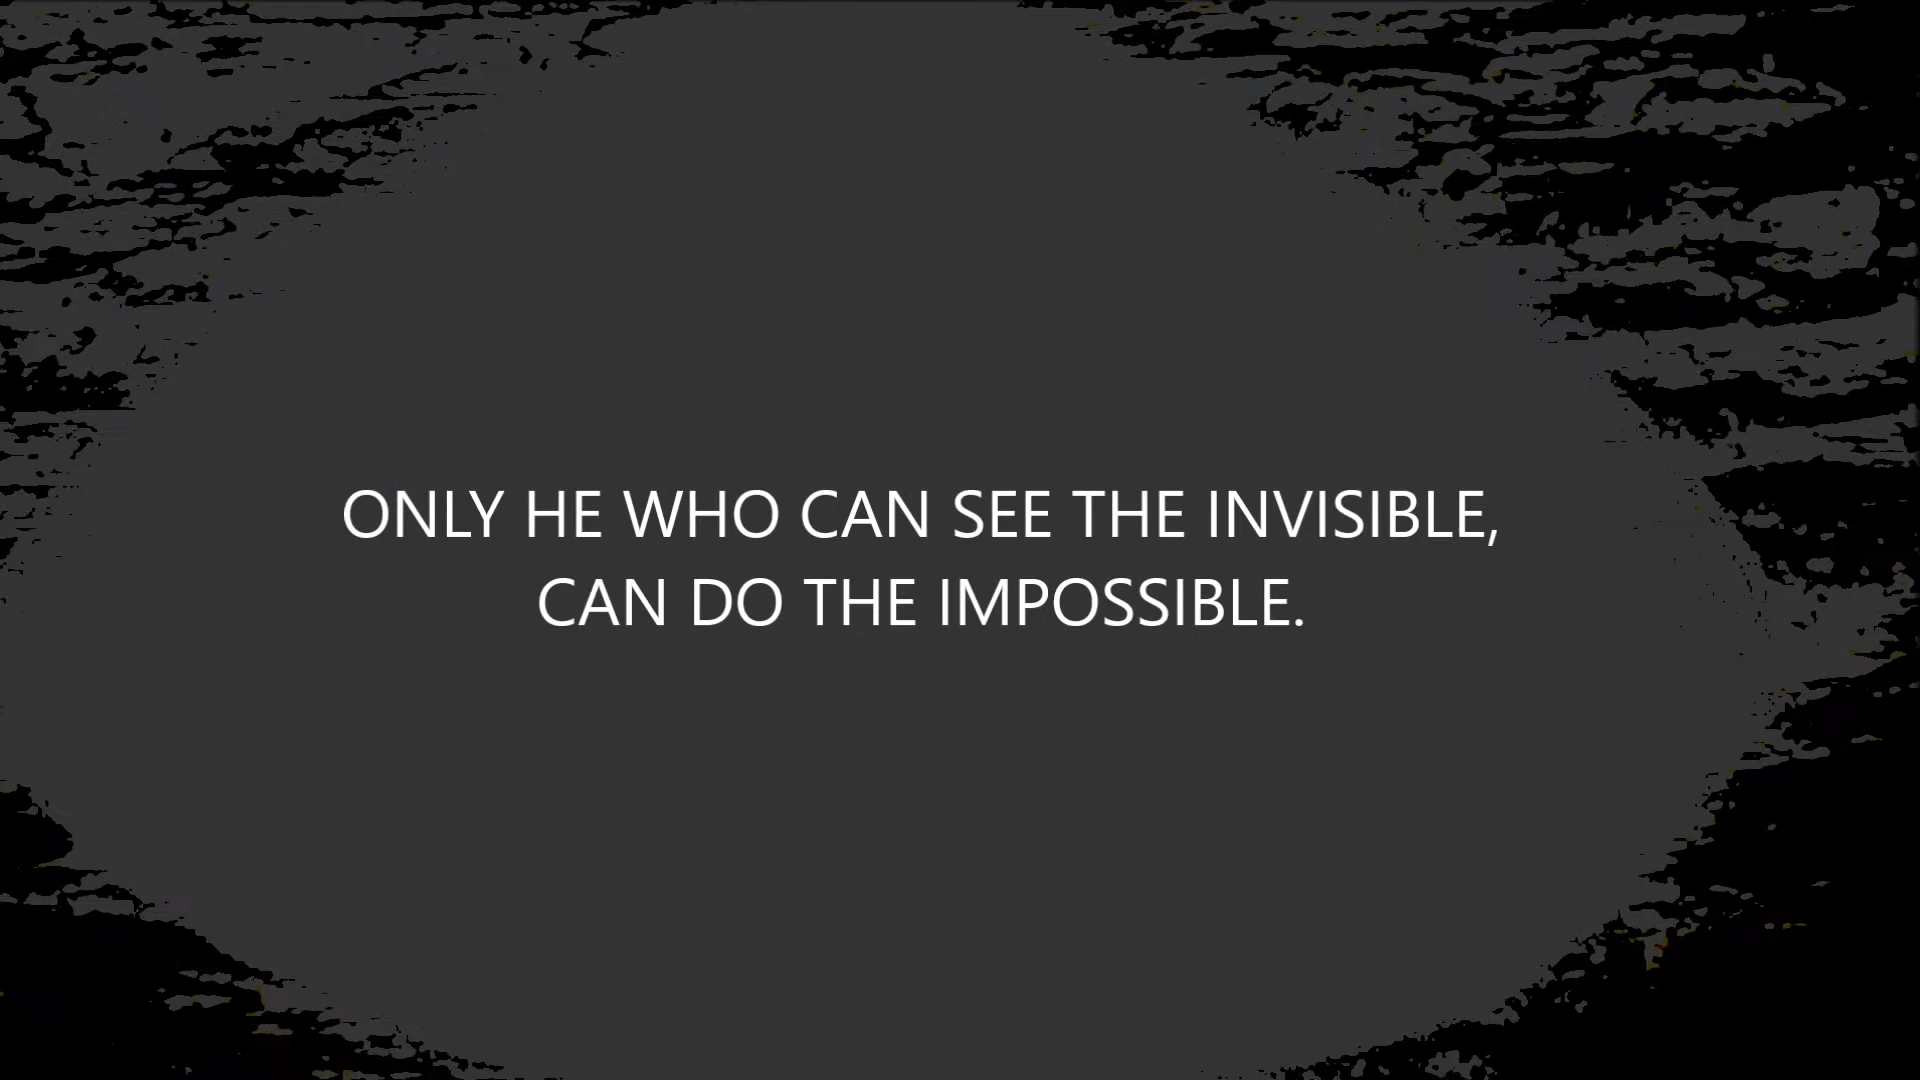 ONLY HE WHO CAN SEE THE INVISIBLE,
CAN DO THE IMPOSSIBLE.